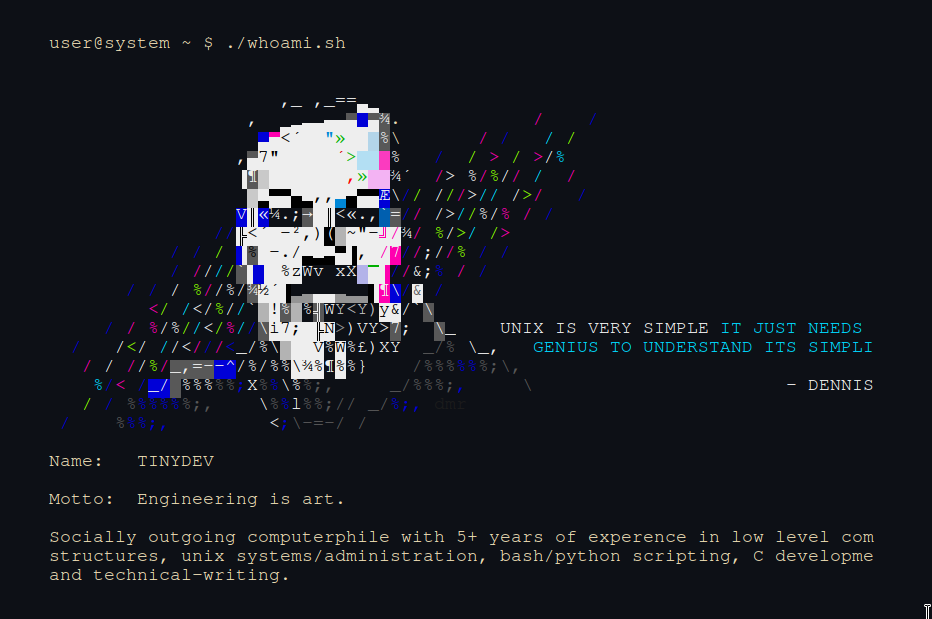 user@system ~ $ ./whoami.sh
UNIX IS VERY SIMPLE IT JUST NEEDS
GENIUS TO UNDERSTAND ITS SIMPLI
- DENNIS
dmr
Name: TINYDEV
Motto: Engineering is art.
Socially outgoing computerphile with 5+ years of experence in low level com
structures, unix systems/administration, bash/python scripting, C developme
and technical-writing.